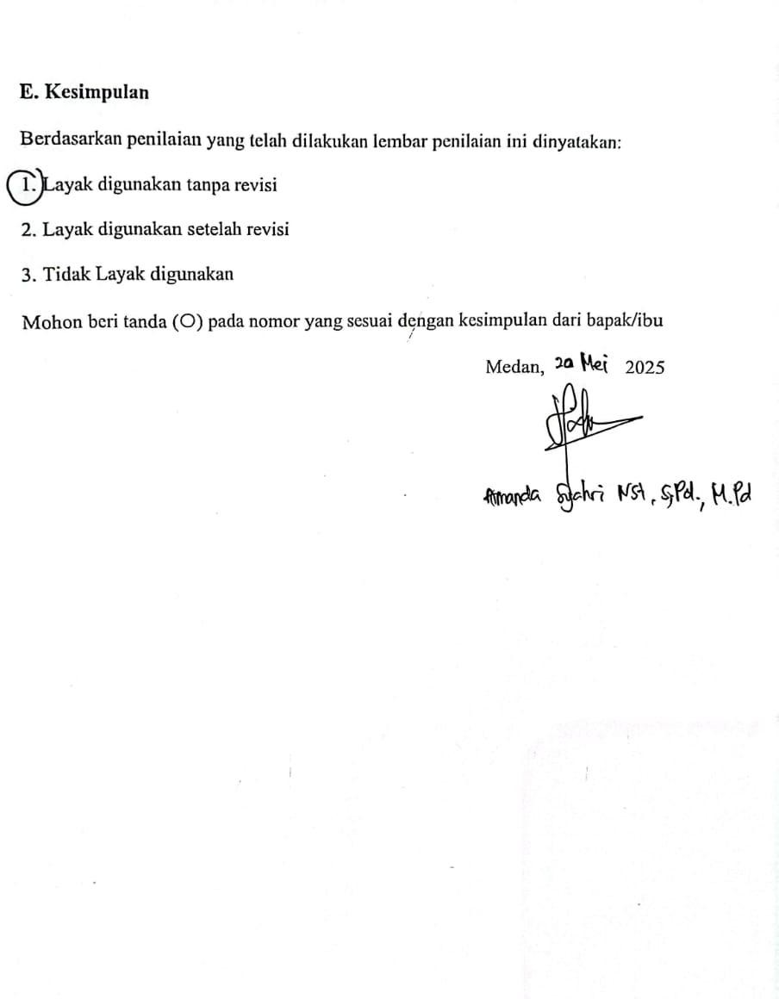 E. Kesimpulan
Berdasarkan penilaian yang telah dilakukan lembar penilaian ini dinyatakan:
1. Layak digunakan tanpa revisi
2. Layak digunakan setelah revisi
3. Tidak Layak digunakan
Mohon beri tanda (O) pada nomor yang sesuai dengan kesimpulan dari bapak/ibu
Medan, 20 Mei 2025
Amanda Syahri Nst, S.Pd., M.Pd